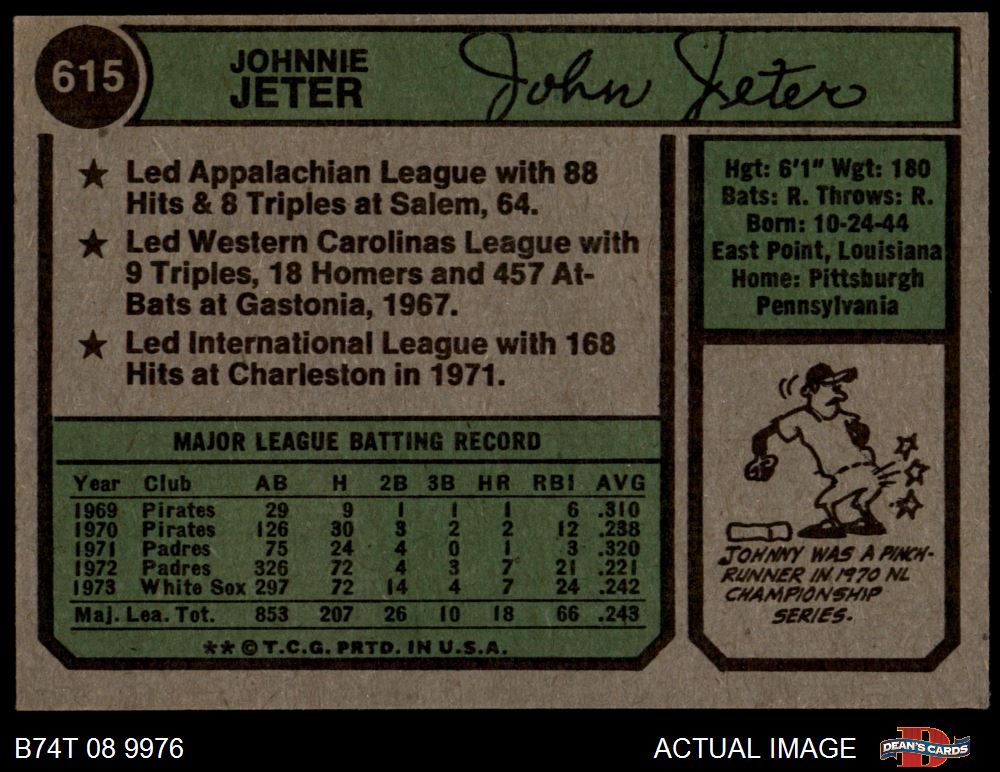 615
JOHNNIE
JETER
John Jeter
★ Led Appalachian League with 88
Hits & 8 Triples at Salem, 64.
★ Led Western Carolinas League with
9 Triples, 18 Homers and 457 At-
Bats at Gastonia, 1967.
★ Led International League with 168
Hits at Charleston in 1971.
Hgt: 6'1" Wgt: 180
Bats: R. Throws: R.
Born: 10-24-44
East Point, Louisiana
Home: Pittsburgh
Pennsylvania
MAJOR LEAGUE BATTING RECORD
Year Club AB H 2B 3B HR RBI AVG
1969 Pirates 29 9 1 1 1 6 .310
1970 Pirates 126 30 3 2 2 12 .238
1971 Padres 75 24 4 0 1 3 .320
1972 Padres 326 72 4 3 7 21 .221
1973 White Sox 297 72 14 4 7 24 .242
Maj. Lea. Tot. 853 207 26 10 18 66 .243
** © T.C.G. PRTD. IN U.S.A.
JOHNNY WAS A PINCH-
RUNNER IN 1970 NL
CHAMPIONSHIP
SERIES.
B74T 08 9976
ACTUAL IMAGE
D
DEAN'S CARDS